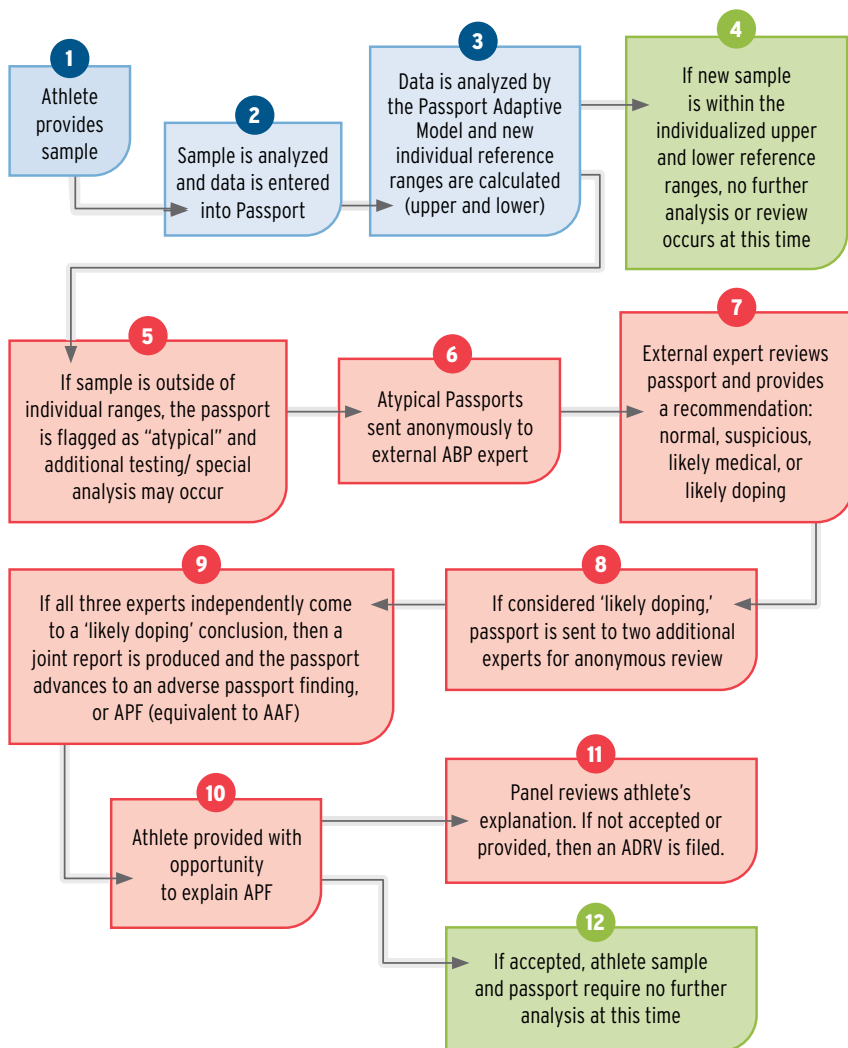 1
Athlete
provides
sample
2
Sample is analyzed
and data is entered
into Passport
3
Data is analyzed by
the Passport Adaptive
Model and new
individual reference
ranges are calculated
(upper and lower)
4
If new sample
is within the
individualized upper
and lower reference
ranges, no further
analysis or review
occurs at this time
5
If sample is outside of
individual ranges, the passport
is flagged as “atypical” and
additional testing/ special
analysis may occur
6
Atypical Passports
sent anonymously to
external ABP expert
7
External expert reviews
passport and provides
a recommendation:
normal, suspicious,
likely medical, or
likely doping
8
If considered ‘likely doping,’
passport is sent to two additional
experts for anonymous review
9
If all three experts independently come
to a ‘likely doping’ conclusion, then a
joint report is produced and the passport
advances to an adverse passport finding,
or APF (equivalent to AAF)
10
Athlete provided with
opportunity
to explain APF
11
Panel reviews athlete’s
explanation. If not accepted or
provided, then an ADRV is filed.
12
If accepted, athlete sample
and passport require no further
analysis at this time